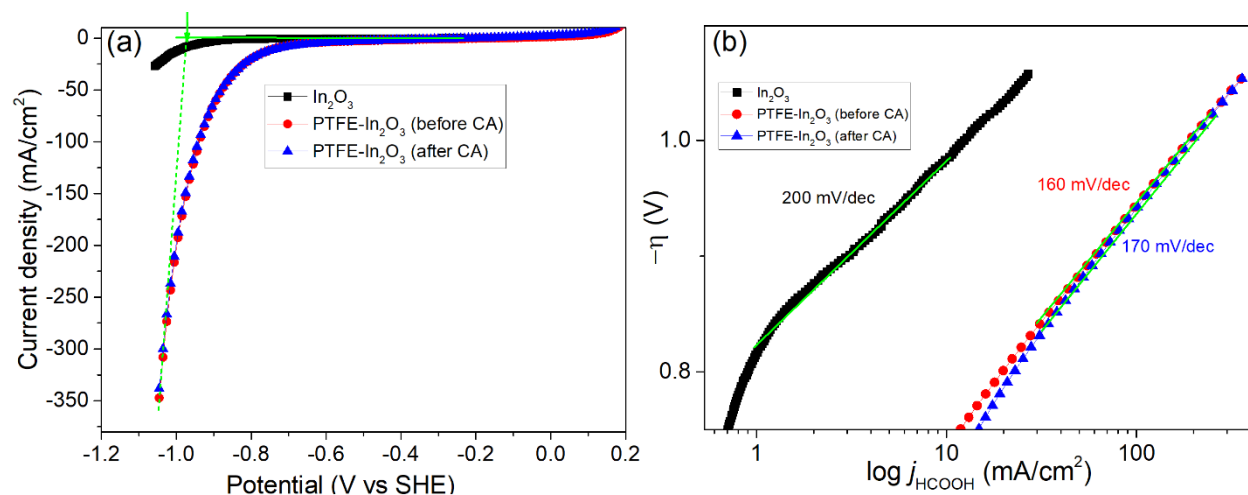 (a)
0
-50
-100
-150
-200
-250
-300
-350
Current density (mA/cm²)
In₂O₃
PTFE-In₂O₃ (before CA)
PTFE-In₂O₃ (after CA)
-1.2 -1.0 -0.8 -0.6 -0.4 -0.2 0.0 0.2
Potential (V vs SHE)
(b)
1.0
0.8
−η (V)
In₂O₃
PTFE-In₂O₃ (before CA)
PTFE-In₂O₃ (after CA)
200 mV/dec
160 mV/dec
170 mV/dec
1 10 100
log j_HCOOH (mA/cm²)